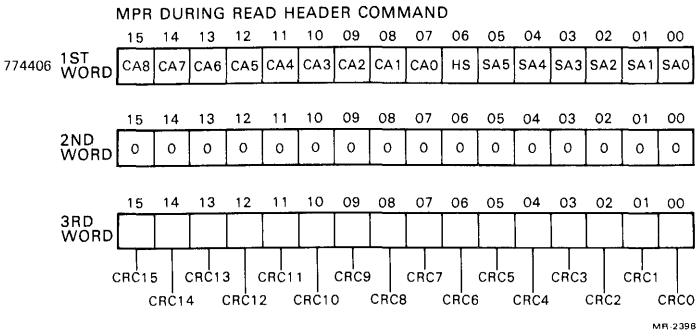 MPR DURING READ HEADER COMMAND
15 14 13 12 11 10 09 08 07 06 05 04 03 02 01 00
774406 1ST WORD CA8 CA7 CA6 CA5 CA4 CA3 CA2 CA1 CA0 HS SA5 SA4 SA3 SA2 SA1 SA0
15 14 13 12 11 10 09 08 07 06 05 04 03 02 01 00
2ND WORD 0 0 0 0 0 0 0 0 0 0 0 0 0 0 0 0
15 14 13 12 11 10 09 08 07 06 05 04 03 02 01 00
3RD WORD
CRC15 CRC13 CRC11 CRC9 CRC7 CRC5 CRC3 CRC1
CRC14 CRC12 CRC10 CRC8 CRC6 CRC4 CRC2 CRC0
MR-2398